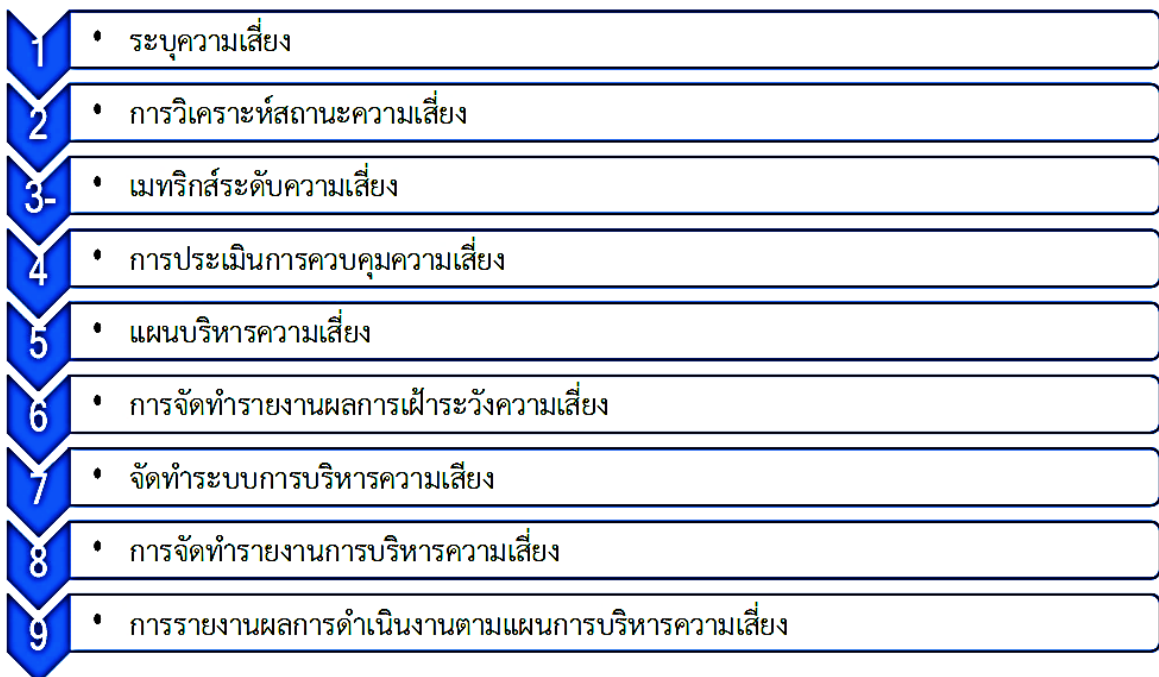 1 • ระบุความเสี่ยง
2 • การวิเคราะห์สถานะความเสี่ยง
3- • เมทริกส์ระดับความเสี่ยง
4 • การประเมินการควบคุมความเสี่ยง
5 • แผนบริหารความเสี่ยง
6 • การจัดทำรายงานผลการเฝ้าระวังความเสี่ยง
7 • จัดทำระบบการบริหารความเสียง
8 • การจัดทำรายงานการบริหารความเสี่ยง
9 • การรายงานผลการดำเนินงานตามแผนการบริหารความเสี่ยง